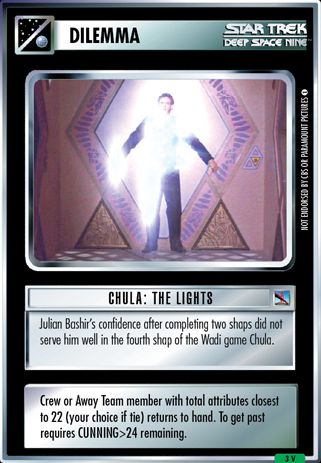 DILEMMA
STAR TREK
DEEP SPACE NINE™
NOT ENDORSED BY CBS OR PARAMOUNT PICTURES
CHULA: THE LIGHTS
Julian Bashir's confidence after completing two shaps did not
serve him well in the fourth shap of the Wadi game Chula.
Crew or Away Team member with total attributes closest
to 22 (your choice if tie) returns to hand. To get past
requires CUNNING>24 remaining.
3 V